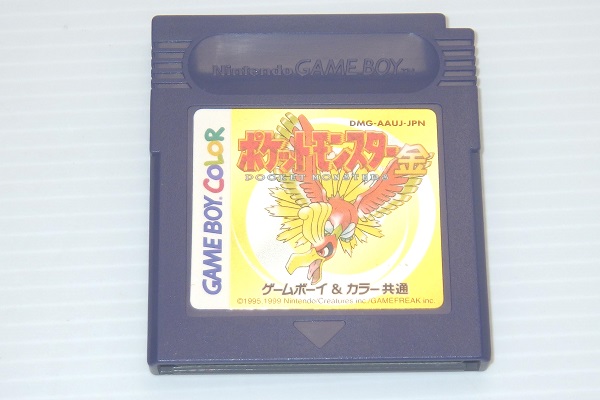 Nintendo GAME BOY TM
DMG-AAUJ-JPN
ポケットモンスター金
POCKET MONSTERS
GAME BOY COLOR
ゲームボーイ & カラー共通
©1995 1999 Nintendo/Creatures inc./GAMEFREAK inc.